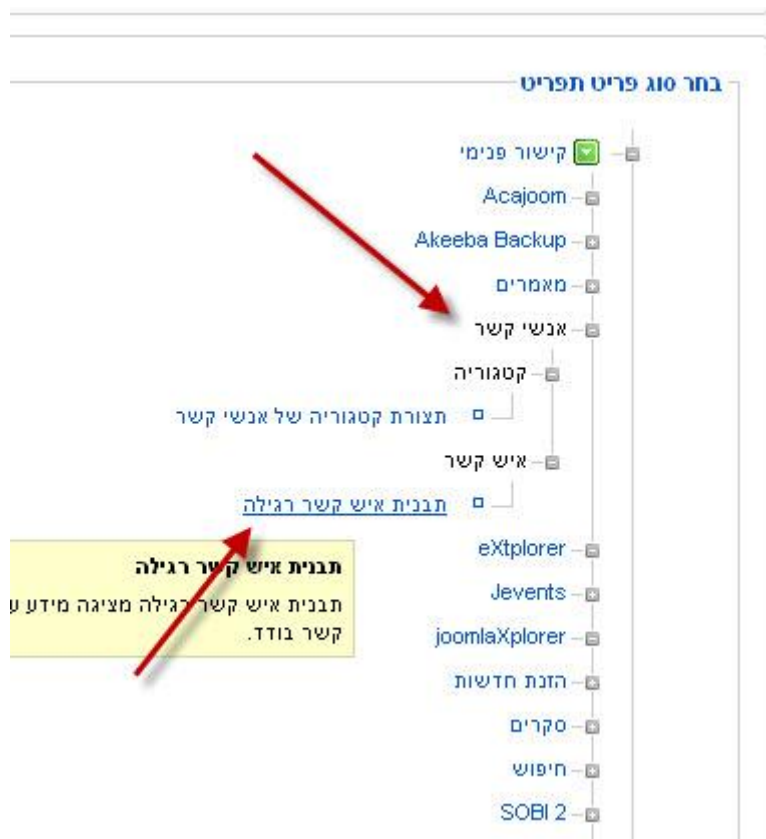 בחר סוג פריט תפריט
קישור פנימי
Acajoom
Akeeba Backup
מאמרים
אנשי קשר
קטגוריה
תצורת קטגוריה של אנשי קשר
איש קשר
תבנית איש קשר רגילה
תבנית איש קשר רגילה
תבנית איש קשר רגילה מציגה מידע
קשר בודד.
eXtplorer
Jevents
joomlaXplorer
הזנת חדשות
סקרים
חיפוש
SOBI 2